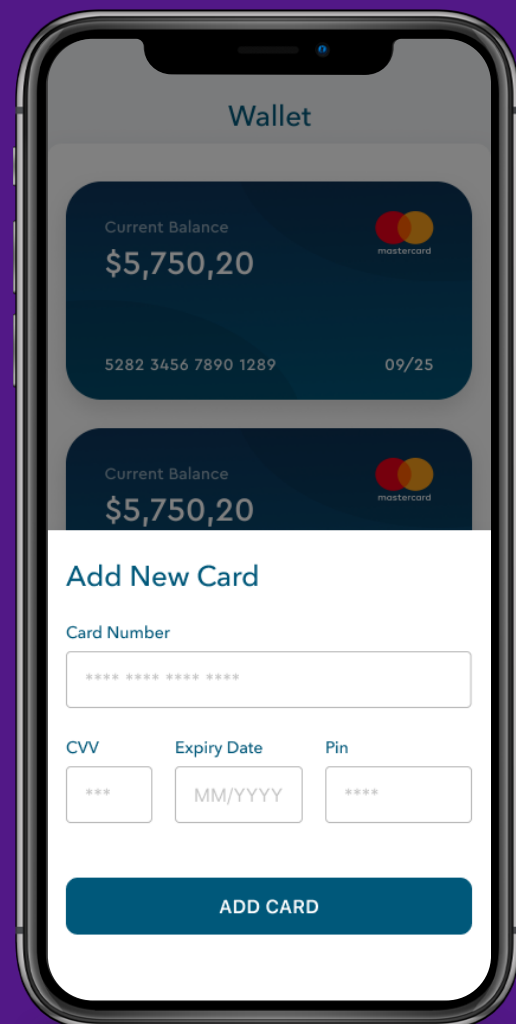 Wallet
Current Balance
$5,750,20
mastercard
5282 3456 7890 1289 09/25
Current Balance
$5,750,20
mastercard
Add New Card
Card Number
**** **** **** ****
CVV Expiry Date Pin
*** MM/YYYY ****
ADD CARD